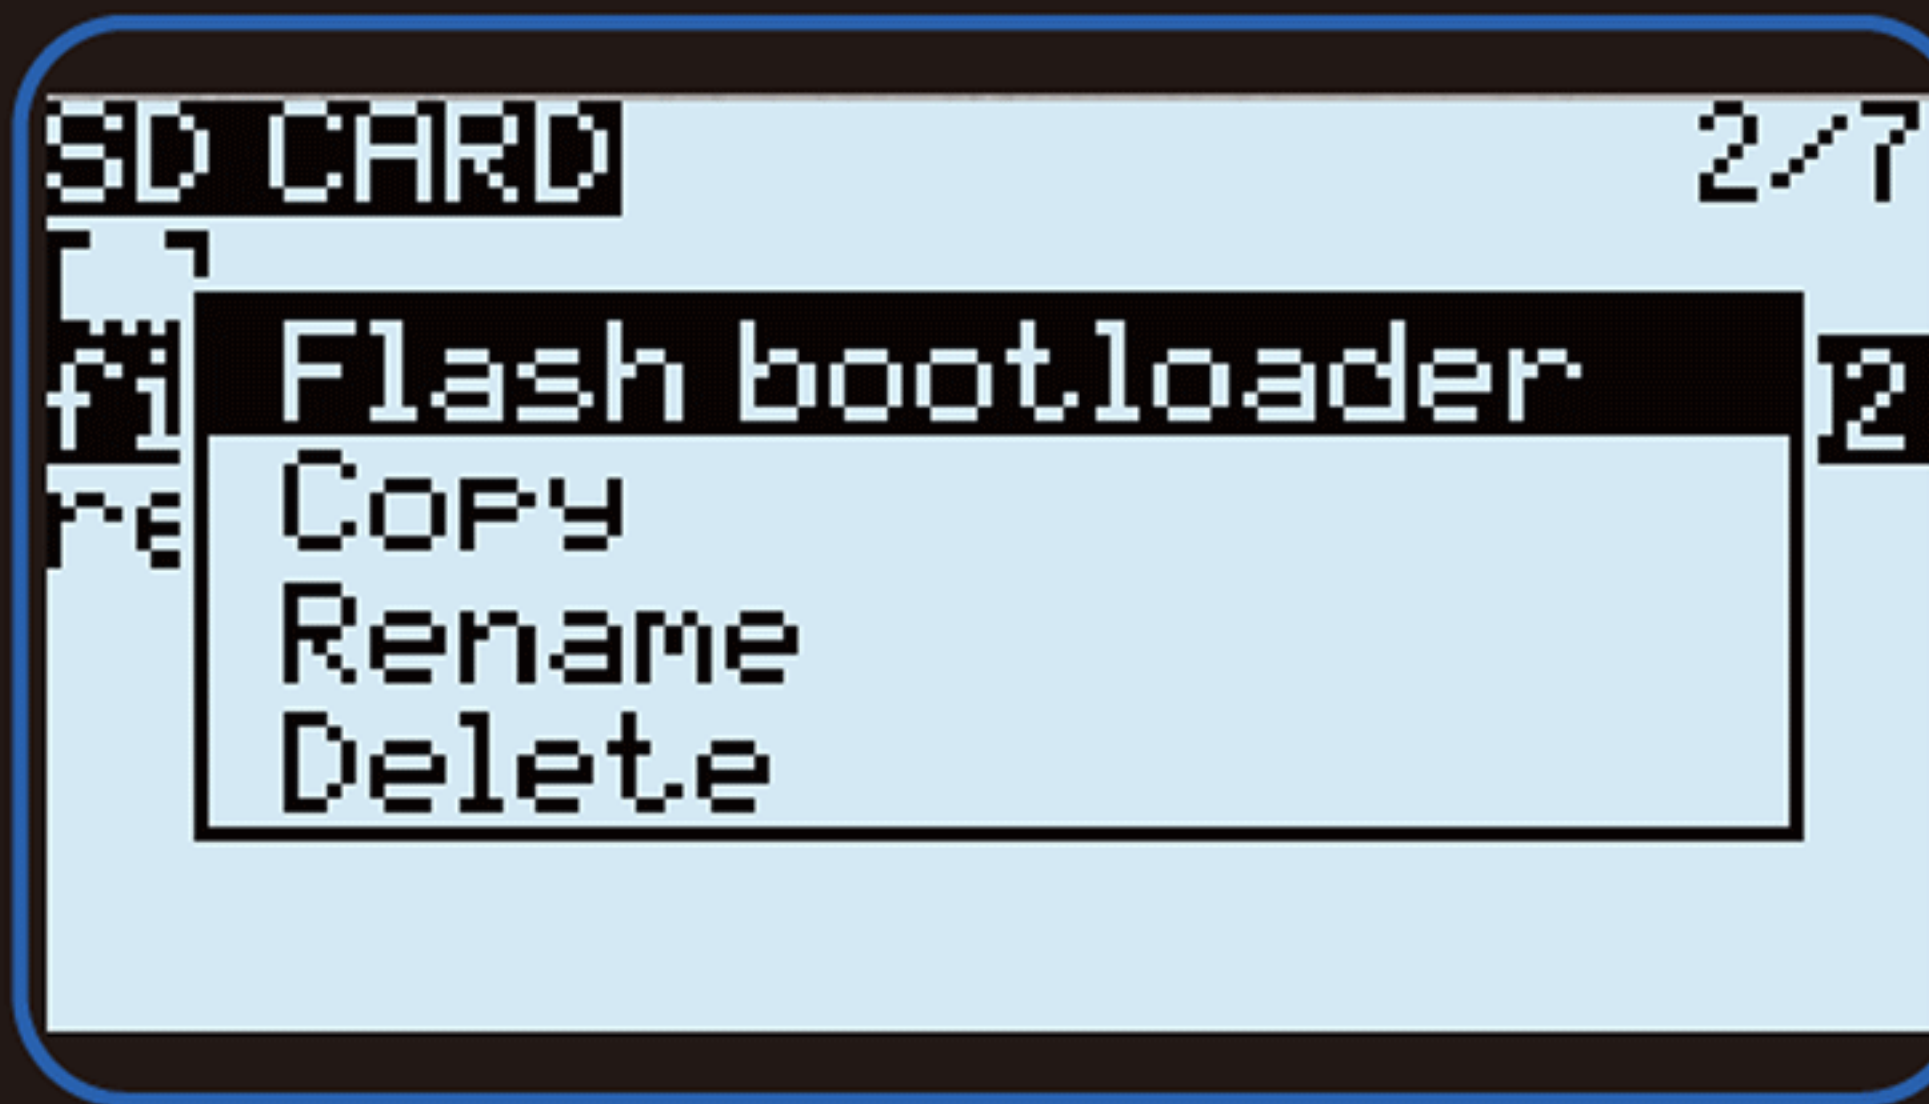 SD CARD 2/7
Flash bootloader
Copy
Rename
Delete